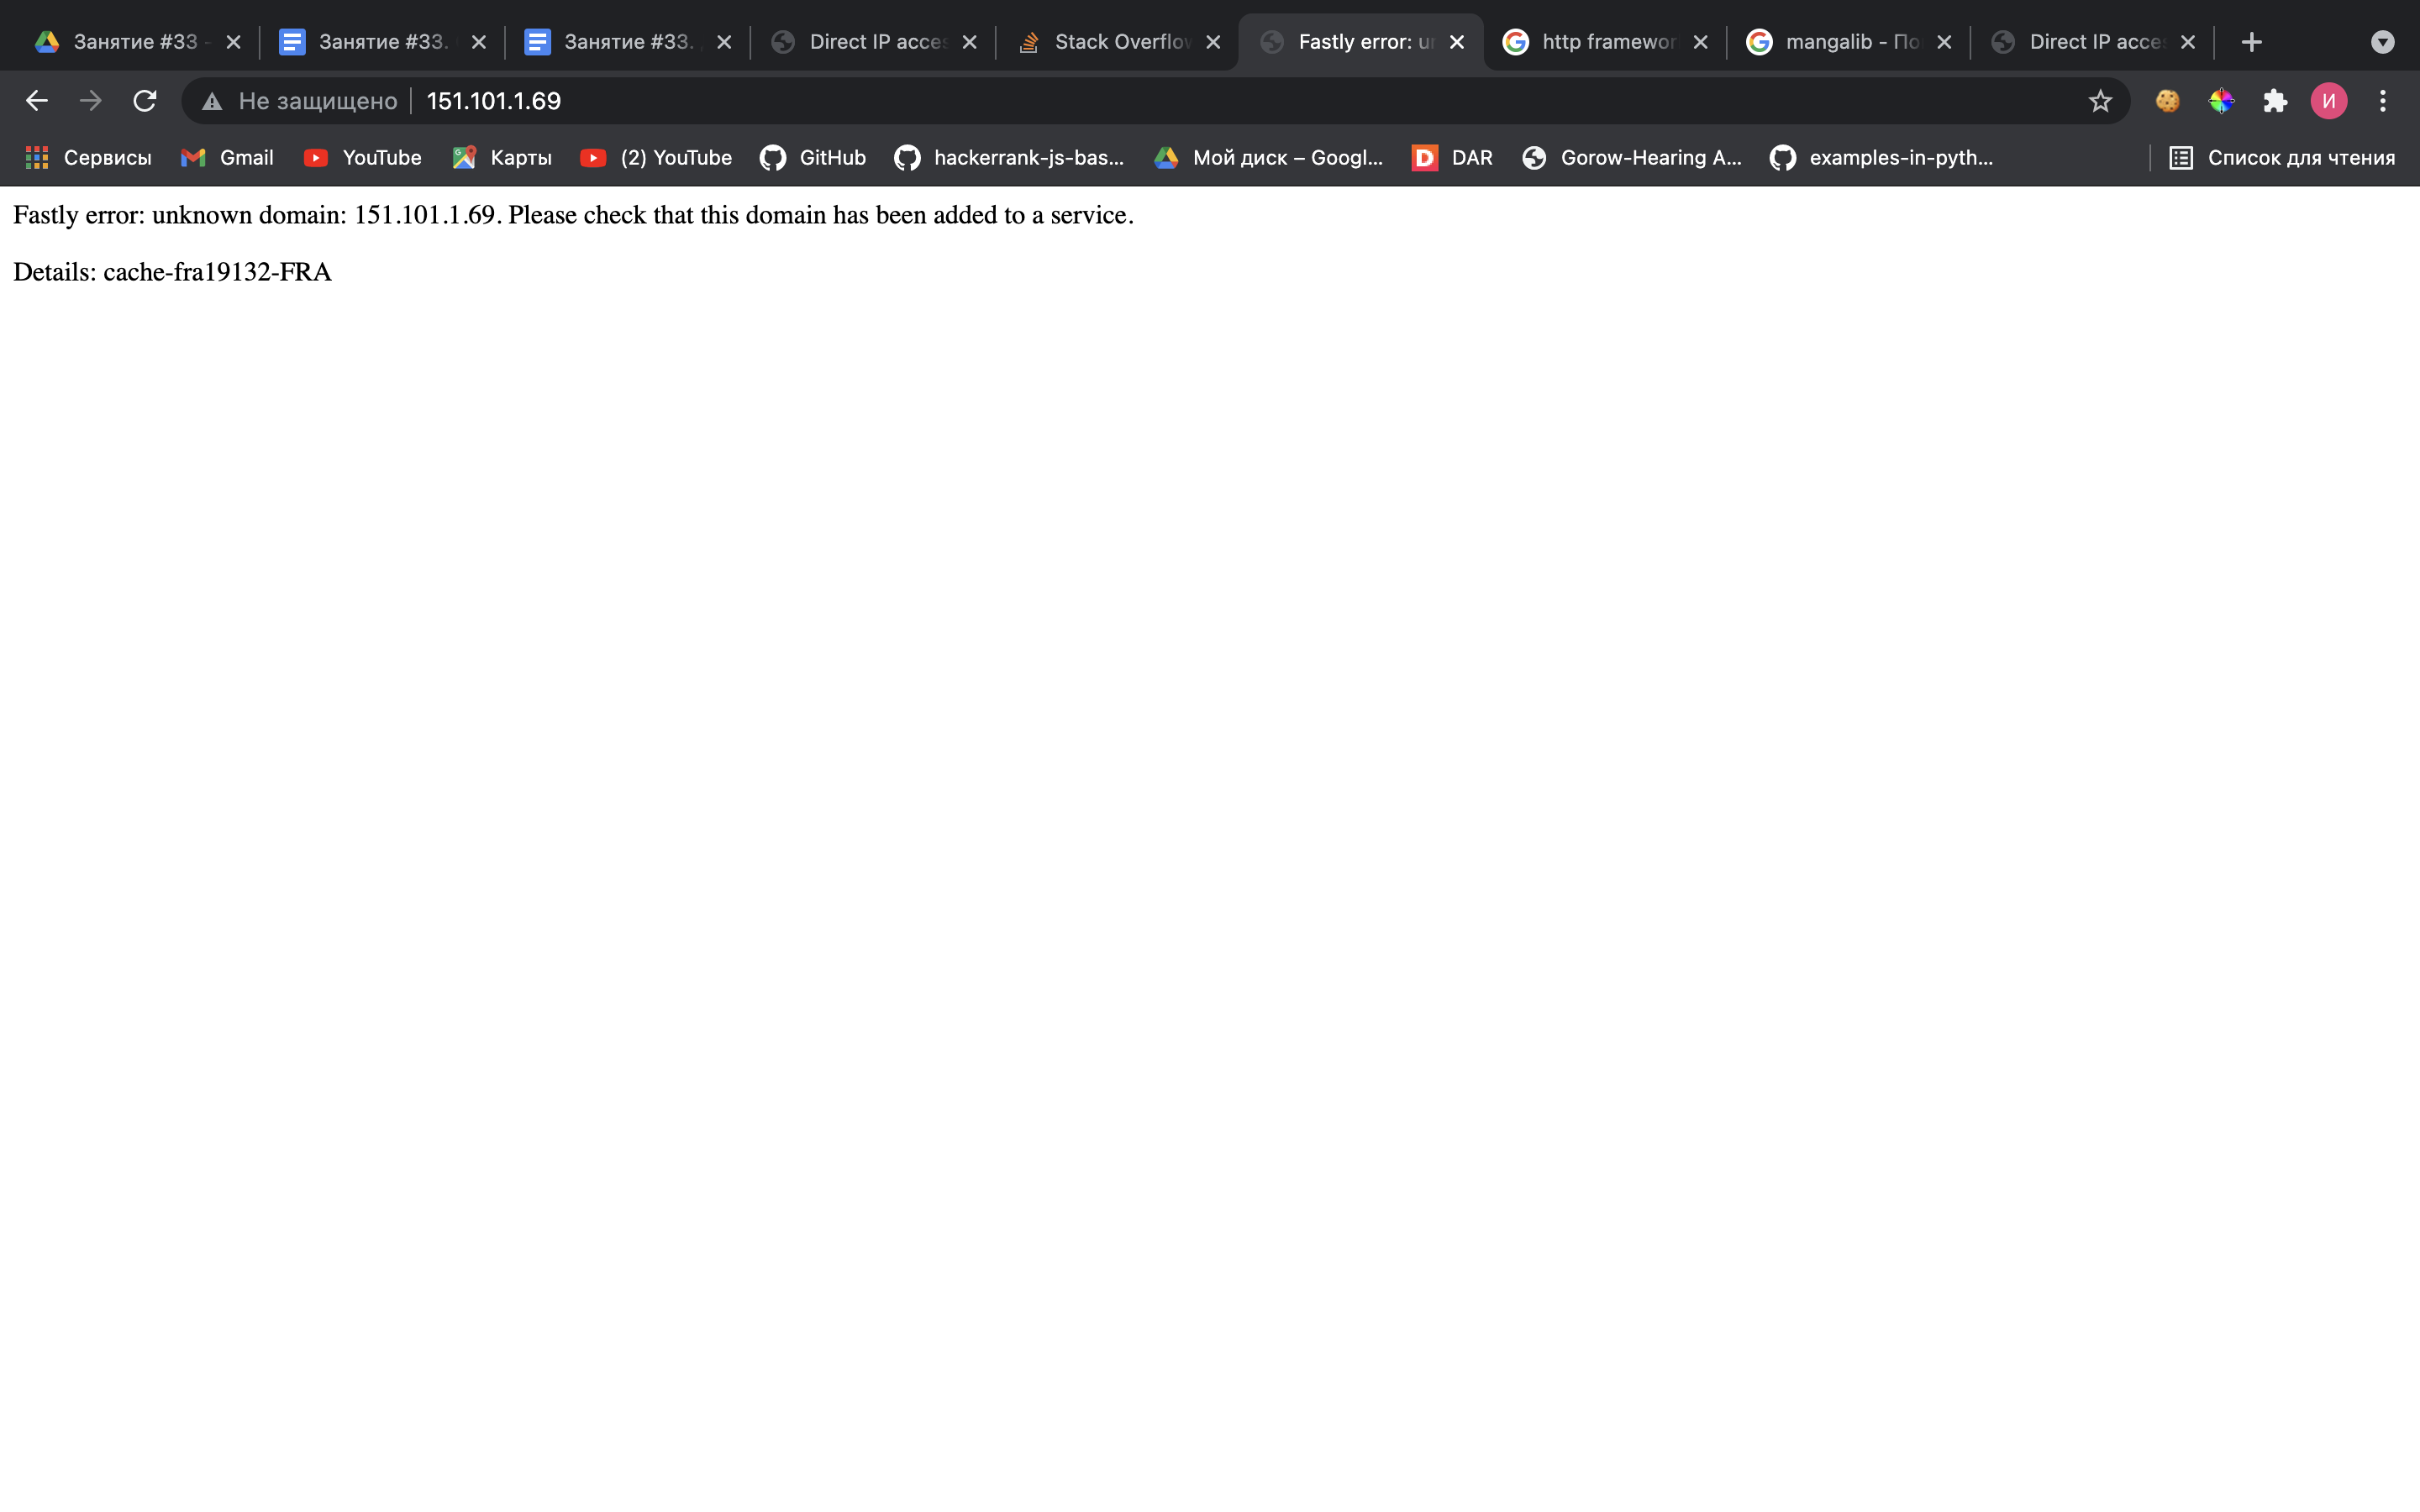 Занятие #33 -
Занятие #33.
Занятие #33.
Direct IP acce
Stack Overflow
Fastly error: u
http framewor
mangalib - По
Direct IP acce
Не защищено
151.101.1.69
И
Сервисы
Gmail
YouTube
Карты
(2) YouTube
GitHub
hackerrank-js-bas...
Мой диск – Googl...
D DAR
Gorow-Hearing A...
examples-in-pyth...
Список для чтения
Fastly error: unknown domain: 151.101.1.69. Please check that this domain has been added to a service.
Details: cache-fra19132-FRA